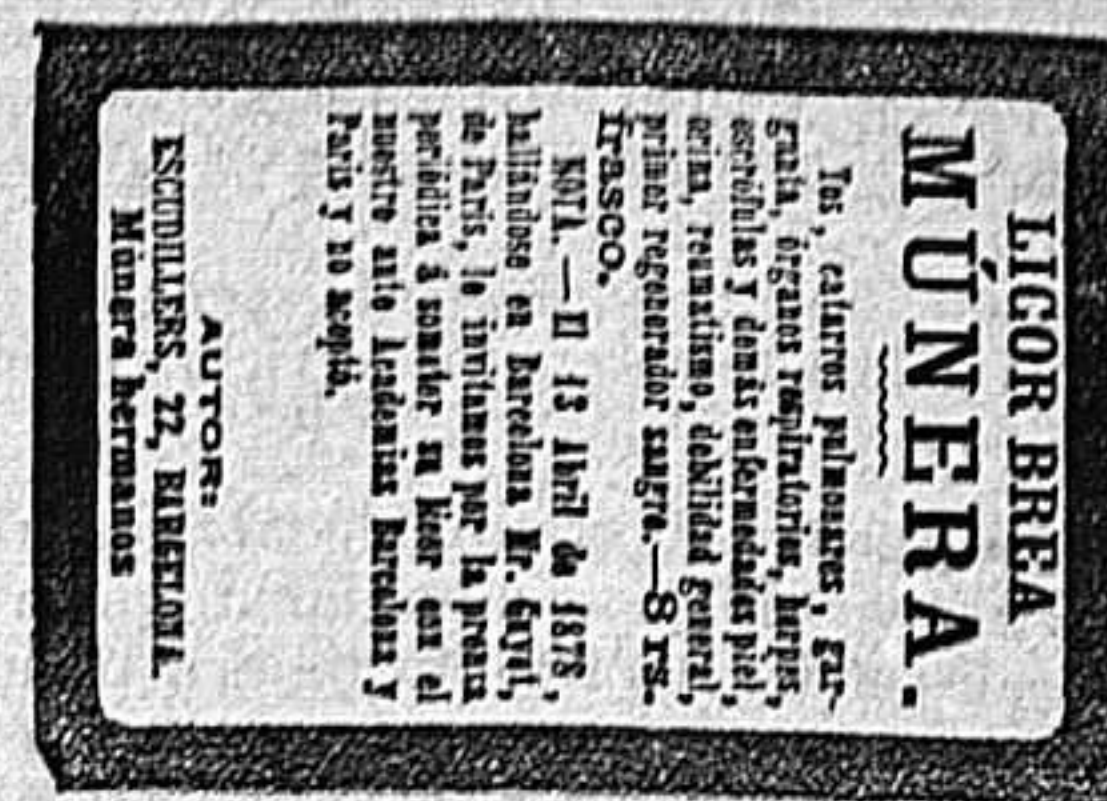 LICOR BREA
MÚNERA.
Tos, catarros pulmonares, gar-
ganta, órganos respiratorios, herpes,
escrófulas y demás enfermedades piel,
orina, reumatismo, debilidad general,
primer regenerador sangre.—8 rs.
frasco.
NOTA.—El 13 Abril de 1878,
hallándose en Barcelona Mr. Guyot,
de Paris, lo invitamos por la prensa
periódica á someter su licor con el
nuestro ante Academias Barcelona y
Paris y no aceptó.
AUTOR:
ESCUDILLERS, 22, BARCELONA.
Múnera hermanos